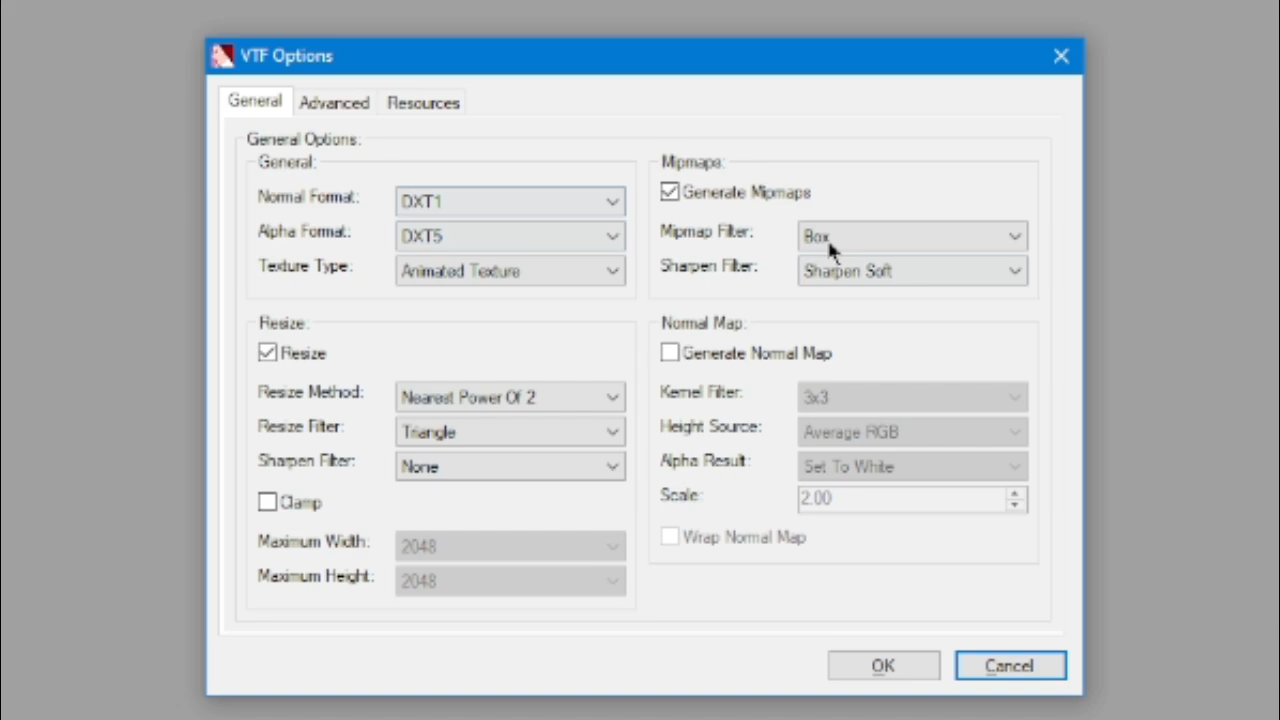 VTF Options
General Advanced Resources
General Options:
General:
Normal Format: DXT1
Alpha Format: DXT5
Texture Type: Animated Texture
Mipmaps:
Generate Mipmaps
Mipmap Filter: Box
Sharpen Filter: Sharpen Soft
Resize:
Resize
Resize Method: Nearest Power Of 2
Resize Filter: Triangle
Sharpen Filter: None
Clamp
Maximum Width: 2048
Maximum Height: 2048
Normal Map:
Generate Normal Map
Kernel Filter: 3x3
Height Source: Average RGB
Alpha Result: Set To White
Scale: 2.00
Wrap Normal Map
OK Cancel